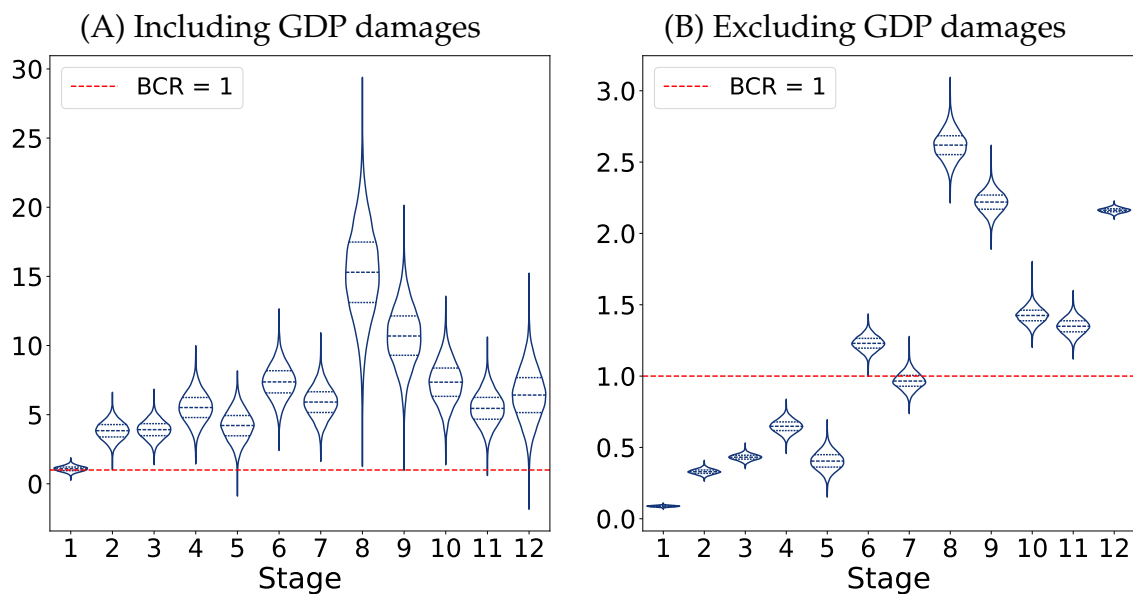 (A) Including GDP damages
BCR = 1
30
25
20
15
10
5
0
1 2 3 4 5 6 7 8 9 10 11 12
Stage
(B) Excluding GDP damages
BCR = 1
3.0
2.5
2.0
1.5
1.0
0.5
0.0
1 2 3 4 5 6 7 8 9 10 11 12
Stage